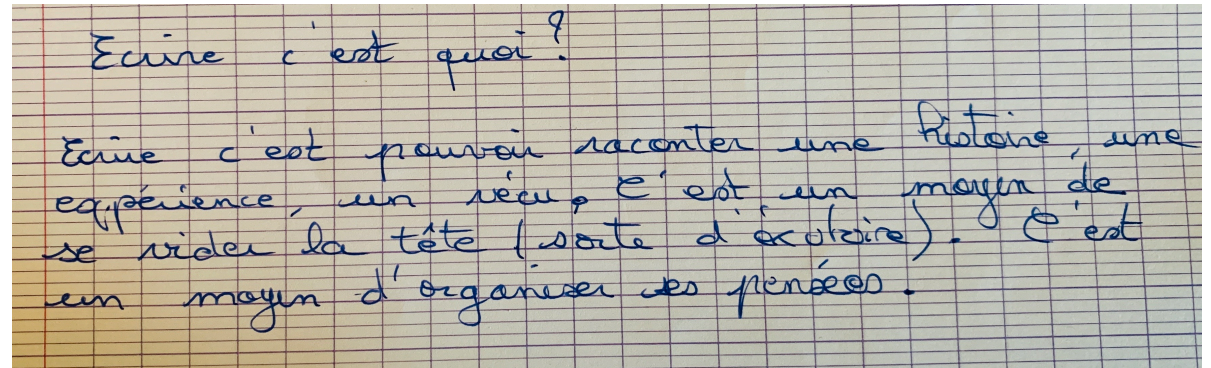 Ecrire c'est quoi ?
Ecrire c'est pouvoir raconter une histoire, une
expérience, un vécu. C'est un moyen de
se vider la tête (sorte d'exutoire). C'est
un moyen d'organiser ses pensées.